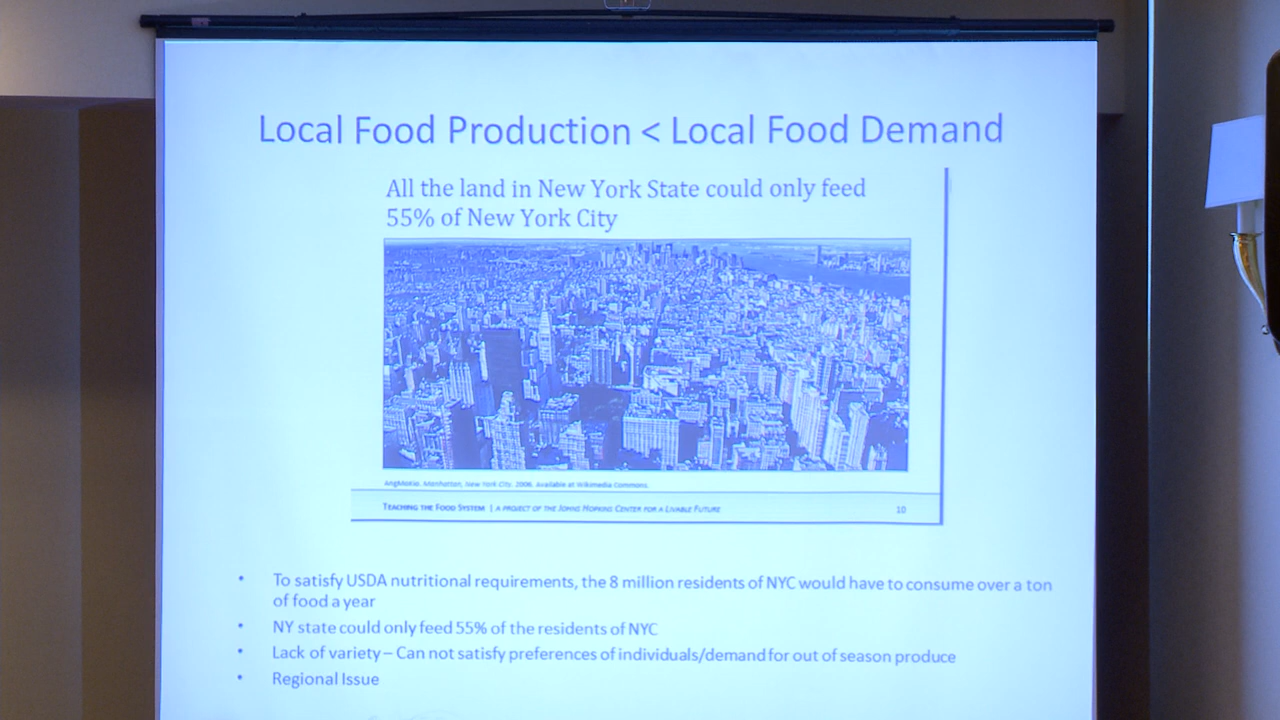 Local Food Production < Local Food Demand
All the land in New York State could only feed
55% of New York City
AngMoKio. Manhattan, New York City. 2006. Available at Wikimedia Commons.
TEACHING THE FOOD SYSTEM | A PROJECT OF THE JOHNS HOPKINS CENTER FOR A LIVABLE FUTURE 10
• To satisfy USDA nutritional requirements, the 8 million residents of NYC would have to consume over a ton
of food a year
• NY state could only feed 55% of the residents of NYC
• Lack of variety – Can not satisfy preferences of individuals/demand for out of season produce
• Regional Issue